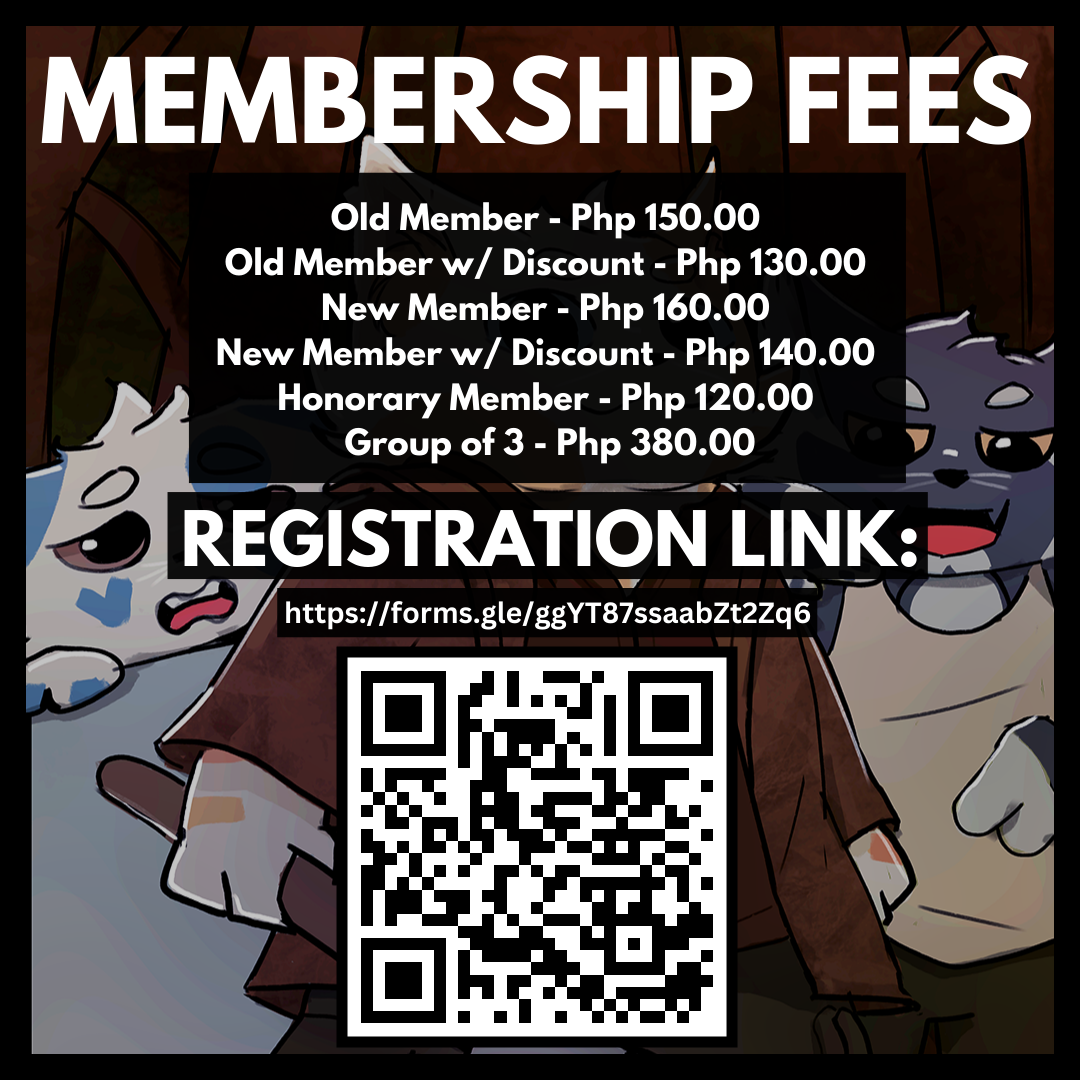 MEMBERSHIP FEES
Old Member - Php 150.00
Old Member w/ Discount - Php 130.00
New Member - Php 160.00
New Member w/ Discount - Php 140.00
Honorary Member - Php 120.00
Group of 3 - Php 380.00
REGISTRATION LINK:
https://forms.gle/ggYT87ssaabZt2Zq6